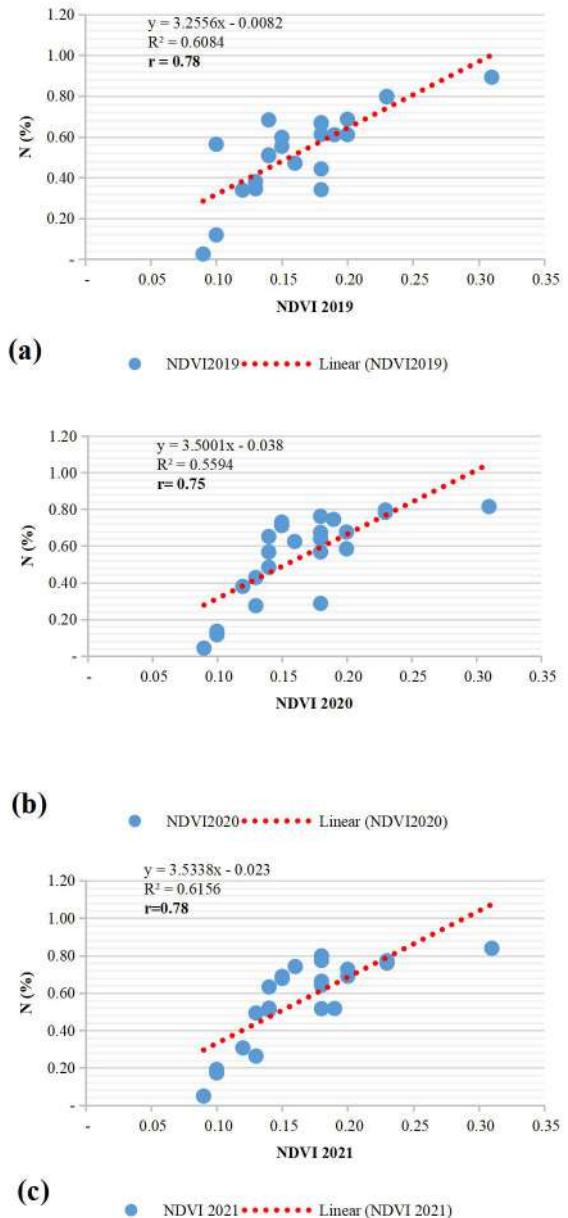 y = 3.2556x - 0.0082
R² = 0.6084
r = 0.78
1.20
1.00
0.80
0.60
0.40
0.20
-
N (%)
- 0.05 0.10 0.15 0.20 0.25 0.30 0.35
NDVI 2019
(a)
NDVI2019 Linear (NDVI2019)
y = 3.5001x - 0.038
R² = 0.5594
r= 0.75
1.20
1.00
0.80
0.60
0.40
0.20
-
N (%)
- 0.05 0.10 0.15 0.20 0.25 0.30 0.35
NDVI 2020
(b)
NDVI2020 Linear (NDVI2020)
y = 3.5338x - 0.023
R² = 0.6156
r=0.78
1.20
1.00
0.80
0.60
0.40
0.20
-
N (%)
- 0.05 0.10 0.15 0.20 0.25 0.30 0.35
NDVI 2021
(c)
NDVI 2021 Linear (NDVI 2021)